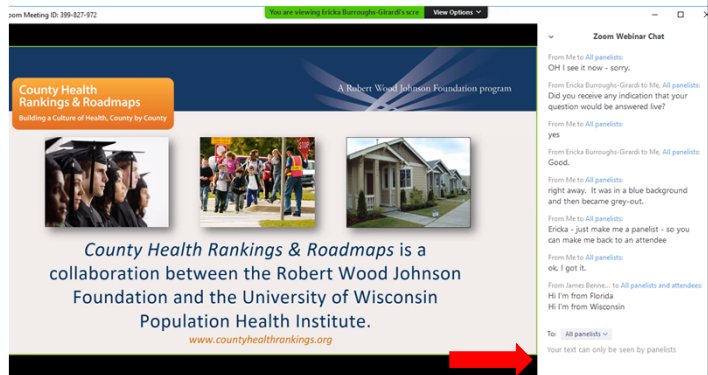 oom Meeting ID: 399-827-972
You are viewing Ericka Burroughs-Girardi's scre
View Options
County Health
Rankings & Roadmaps
Building a Culture of Health, County by County
A Robert Wood Johnson Foundation program
STOP
County Health Rankings & Roadmaps is a
collaboration between the Robert Wood Johnson
Foundation and the University of Wisconsin
Population Health Institute.
www.countyhealthrankings.org
Zoom Webinar Chat
From Me to All panelists:
OH I see it now - sorry.
From Ericka Burroughs-Girardi to Me, All panelists:
Did you receive any indication that your
question would be answered live?
From Me to All panelists:
yes
From Ericka Burroughs-Girardi to Me, All panelists:
Good.
From Me to All panelists:
right away. It was in a blue background
and then became grey-out.
From Me to All panelists:
Ericka - just make me a panelist - so you
can make me back to an attendee
From Me to All panelists:
ok, I got it.
From James Benne... to All panelists and attendees:
Hi I'm from Florida
Hi I'm from Wisconsin
To: All panelists
Your text can only be seen by panelists